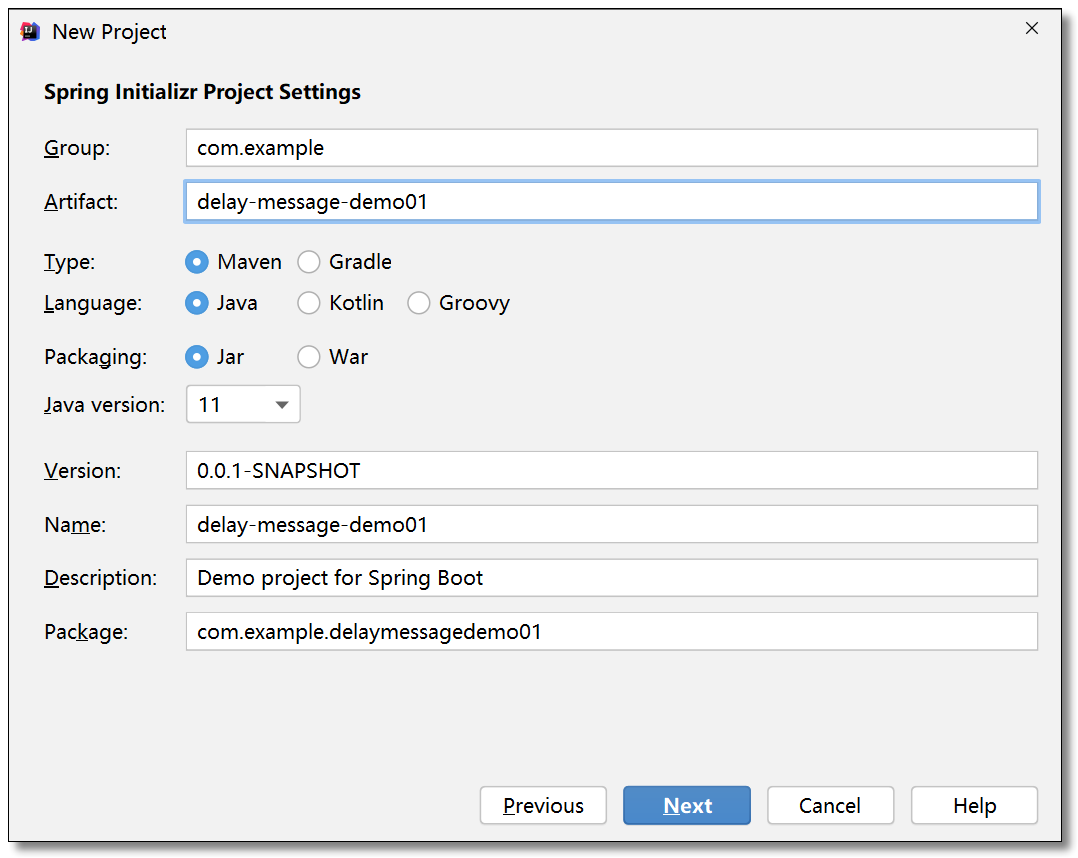 New Project
Spring Initializr Project Settings
Group: com.example
Artifact: delay-message-demo01
Type: Maven Gradle
Language: Java Kotlin Groovy
Packaging: Jar War
Java version: 11
Version: 0.0.1-SNAPSHOT
Name: delay-message-demo01
Description: Demo project for Spring Boot
Package: com.example.delaymessagedemo01
Previous Next Cancel Help